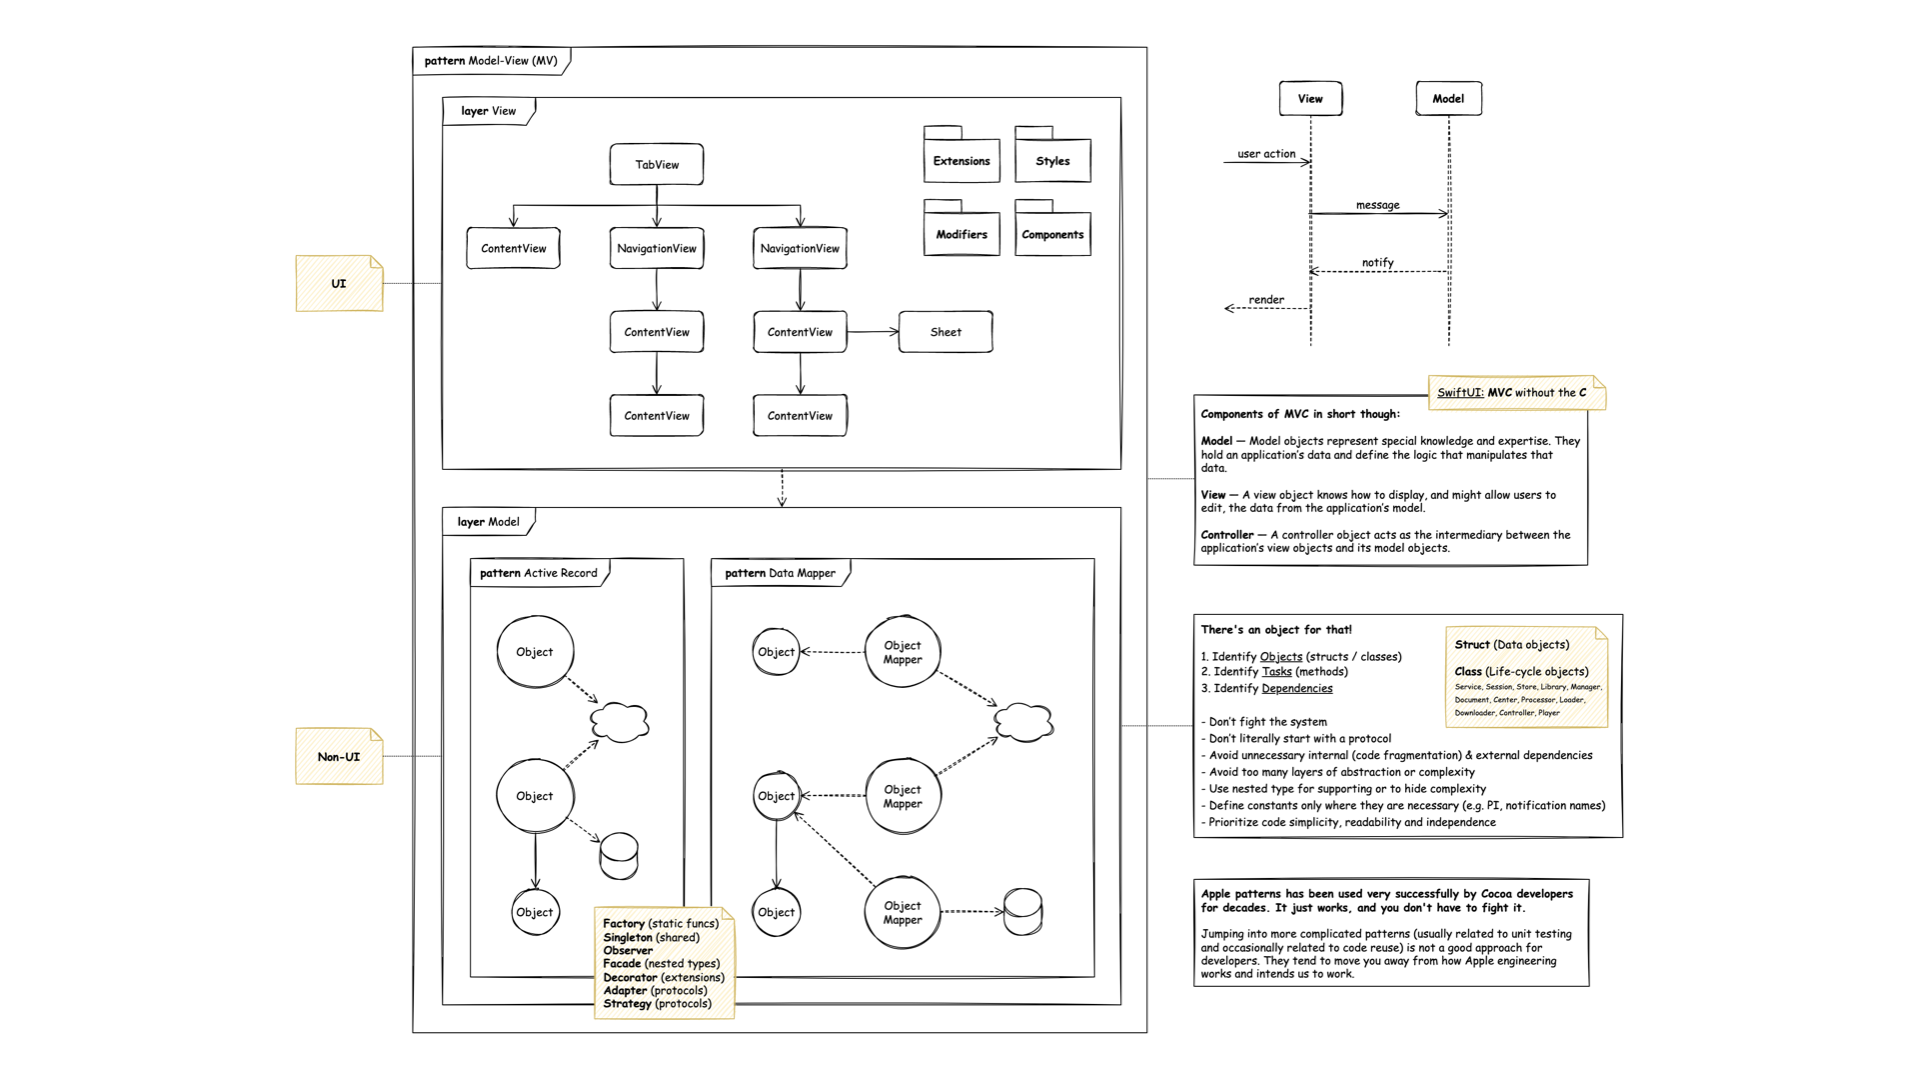 pattern Model-View (MV)
layer View
TabView
ContentView
NavigationView
NavigationView
ContentView
ContentView
Sheet
ContentView
ContentView
Extensions
Styles
Modifiers
Components
UI
layer Model
pattern Active Record
Object
Object
Object
pattern Data Mapper
Object
Object
Mapper
Object
Object
Mapper
Object
Object
Mapper
Non-UI
Factory (static funcs)
Singleton (shared)
Observer
Facade (nested types)
Decorator (extensions)
Adapter (protocols)
Strategy (protocols)
View
Model
user action
message
notify
render
SwiftUI: MVC without the C
Components of MVC in short though:
Model — Model objects represent special knowledge and expertise. They
hold an application's data and define the logic that manipulates that
data.
View — A view object knows how to display, and might allow users to
edit, the data from the application's model.
Controller — A controller object acts as the intermediary between the
application's view objects and its model objects.
There's an object for that!
1. Identify Objects (structs / classes)
2. Identify Tasks (methods)
3. Identify Dependencies
Struct (Data objects)
Class (Life-cycle objects)
Service, Session, Store, Library, Manager,
Document, Center, Processor, Loader,
Downloader, Controller, Player
- Don't fight the system
- Don't literally start with a protocol
- Avoid unnecessary internal (code fragmentation) & external dependencies
- Avoid too many layers of abstraction or complexity
- Use nested type for supporting or to hide complexity
- Define constants only where they are necessary (e.g. PI, notification names)
- Prioritize code simplicity, readability and independence
Apple patterns has been used very successfully by Cocoa developers
for decades. It just works, and you don't have to fight it.
Jumping into more complicated patterns (usually related to unit testing
and occasionally related to code reuse) is not a good approach for
developers. They tend to move you away from how Apple engineering
works and intends us to work.